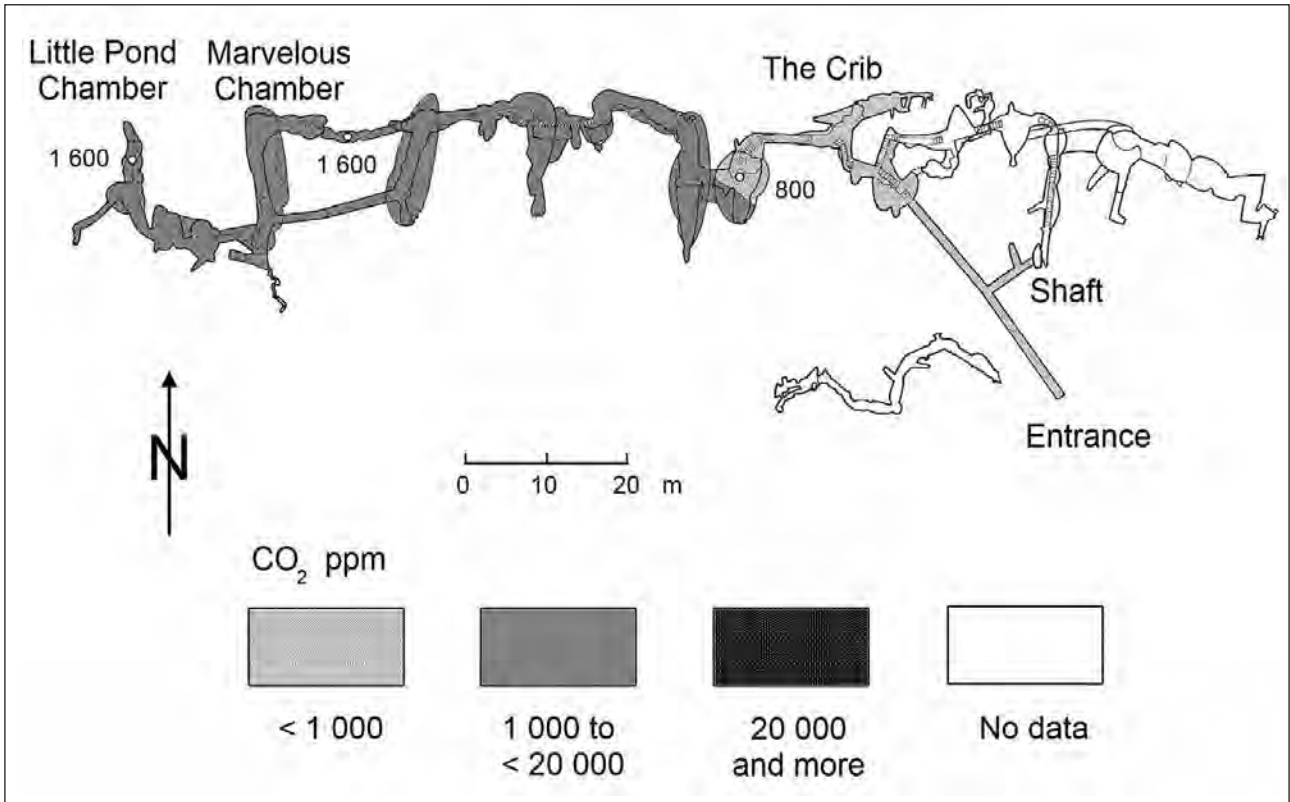 Little Pond
Chamber
Marvelous
Chamber
The Crib
1 600
1 600
800
Shaft
Entrance
N
0 10 20 m
CO₂ ppm
< 1 000
1 000 to
< 20 000
20 000
and more
No data